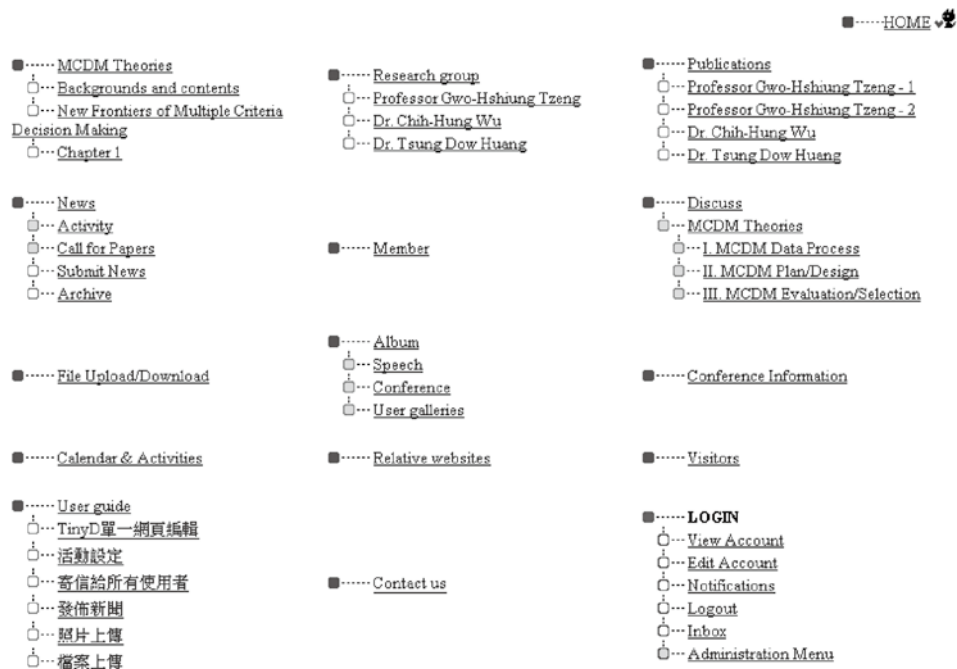 HOME
MCDM Theories
Backgrounds and contents
New Frontiers of Multiple Criteria
Decision Making
Chapter 1
Research group
Professor Gwo-Hshiung Tzeng
Dr. Chih-Hung Wu
Dr. Tsung Dow Huang
Publications
Professor Gwo-Hshiung Tzeng - 1
Professor Gwo-Hshiung Tzeng - 2
Dr. Chih-Hung Wu
Dr. Tsung Dow Huang
News
Activity
Call for Papers
Submit News
Archive
Member
Discuss
MCDM Theories
I. MCDM Data Process
II. MCDM Plan/Design
III. MCDM Evaluation/Selection
File Upload/Download
Album
Speech
Conference
User galleries
Conference Information
Calendar & Activities
Relative websites
Visitors
User guide
TinyD單一網頁編輯
活動設定
寄信給所有使用者
發佈新聞
照片上傳
檔案上傳
Contact us
LOGIN
View Account
Edit Account
Notifications
Logout
Inbox
Administration Menu